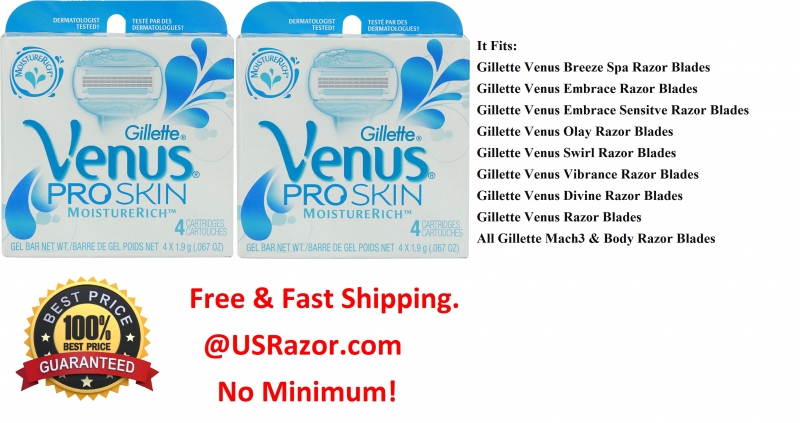 DERMATOLOGIST
TESTED†
TESTÉ PAR DES
DERMATOLOGUES†
MOISTURERICH™
Gillette®
Venus®
PROSKIN
MOISTURERICH™
4 CARTRIDGES
CARTOUCHES
GEL BAR NET WT./BARRE DE GEL POIDS NET 4 X 1.9 g (.067 OZ)
DERMATOLOGIST
TESTED†
TESTÉ PAR DES
DERMATOLOGUES†
MOISTURERICH™
Gillette®
Venus®
PROSKIN
MOISTURERICH™
4 CARTRIDGES
CARTOUCHES
GEL BAR NET WT./BARRE DE GEL POIDS NET 4 X 1.9 g (.067 OZ)
It Fits:
Gillette Venus Breeze Spa Razor Blades
Gillette Venus Embrace Razor Blades
Gillette Venus Embrace Sensitve Razor Blades
Gillette Venus Olay Razor Blades
Gillette Venus Swirl Razor Blades
Gillette Venus Vibrance Razor Blades
Gillette Venus Divine Razor Blades
Gillette Venus Razor Blades
All Gillette Mach3 & Body Razor Blades
BEST PRICE
100%
BEST PRICE
GUARANTEED
Free & Fast Shipping.
@USRazor.com
No Minimum!